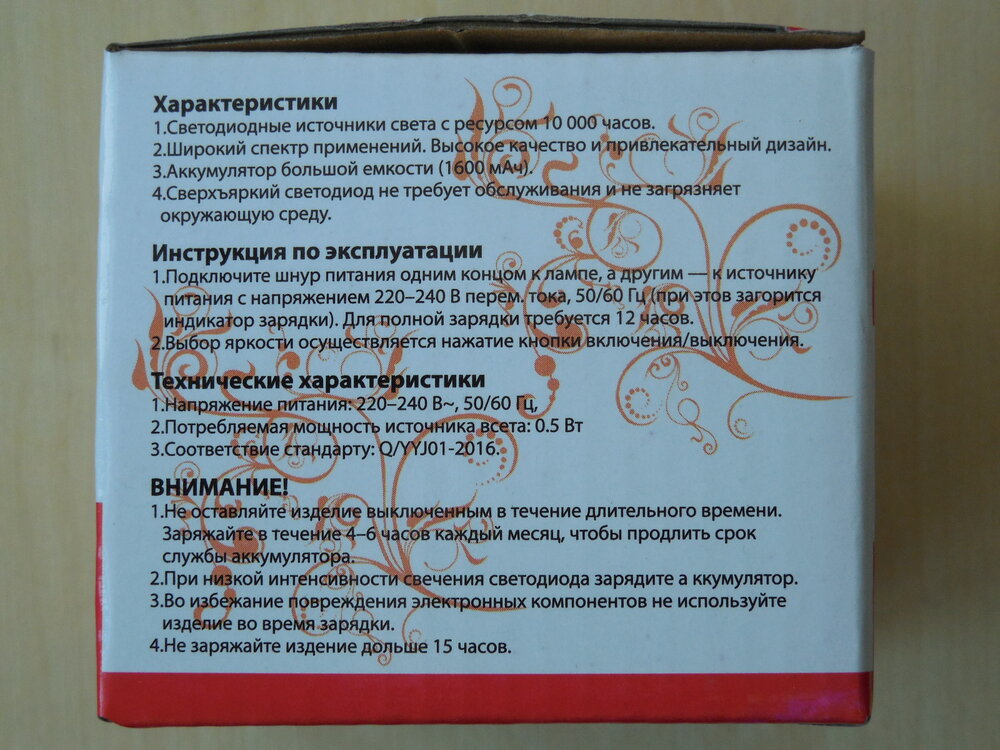 Характеристики
1.Светодиодные источники света с ресурсом 10 000 часов.
2.Широкий спектр применений. Высокое качество и привлекательный дизайн.
3.Аккумулятор большой емкости (1600 мАч).
4.Сверхъяркий светодиод не требует обслуживания и не загрязняет
окружающую среду.
Инструкция по эксплуатации
1.Подключите шнур питания одним концом к лампе, а другим — к источнику
питания с напряжением 220–240 В перем. тока, 50/60 Гц (при этов загорится
индикатор зарядки). Для полной зарядки требуется 12 часов.
2.Выбор яркости осуществляется нажатие кнопки включения/выключения.
Технические характеристики
1.Напряжение питания: 220–240 В~, 50/60 Гц,
2.Потребляемая мощность источника всета: 0.5 Вт
3.Соответствие стандарту: Q/YYJ01-2016.
ВНИМАНИЕ!
1.Не оставляйте изделие выключенным в течение длительного времени.
Заряжайте в течение 4–6 часов каждый месяц, чтобы продлить срок
службы аккумулятора.
2.При низкой интенсивности свечения светодиода зарядите а ккумулятор.
3.Во избежание повреждения электронных компонентов не используйте
изделие во время зарядки.
4.Не заряжайте издение дольше 15 часов.